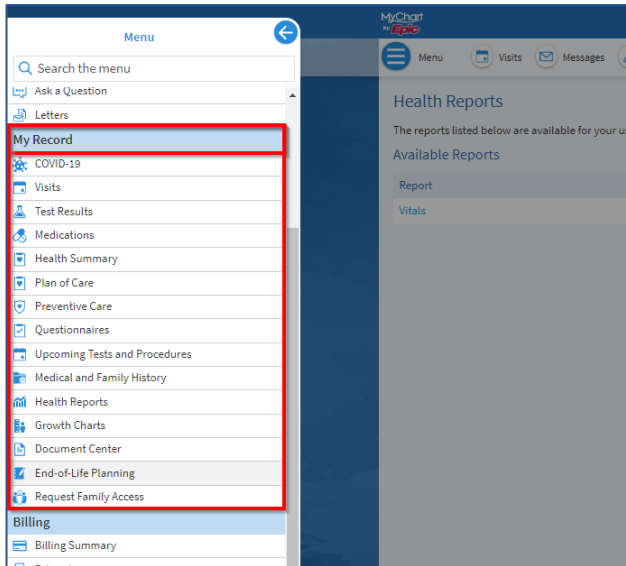 Menu
Search the menu
Ask a Question
Letters
My Record
COVID-19
Visits
Test Results
Medications
Health Summary
Plan of Care
Preventive Care
Questionnaires
Upcoming Tests and Procedures
Medical and Family History
Health Reports
Growth Charts
Document Center
End-of-Life Planning
Request Family Access
Billing
Billing Summary
MyChart
by Epic
Menu Visits Messages
Health Reports
The reports listed below are available for your
Available Reports
Report
Vitals